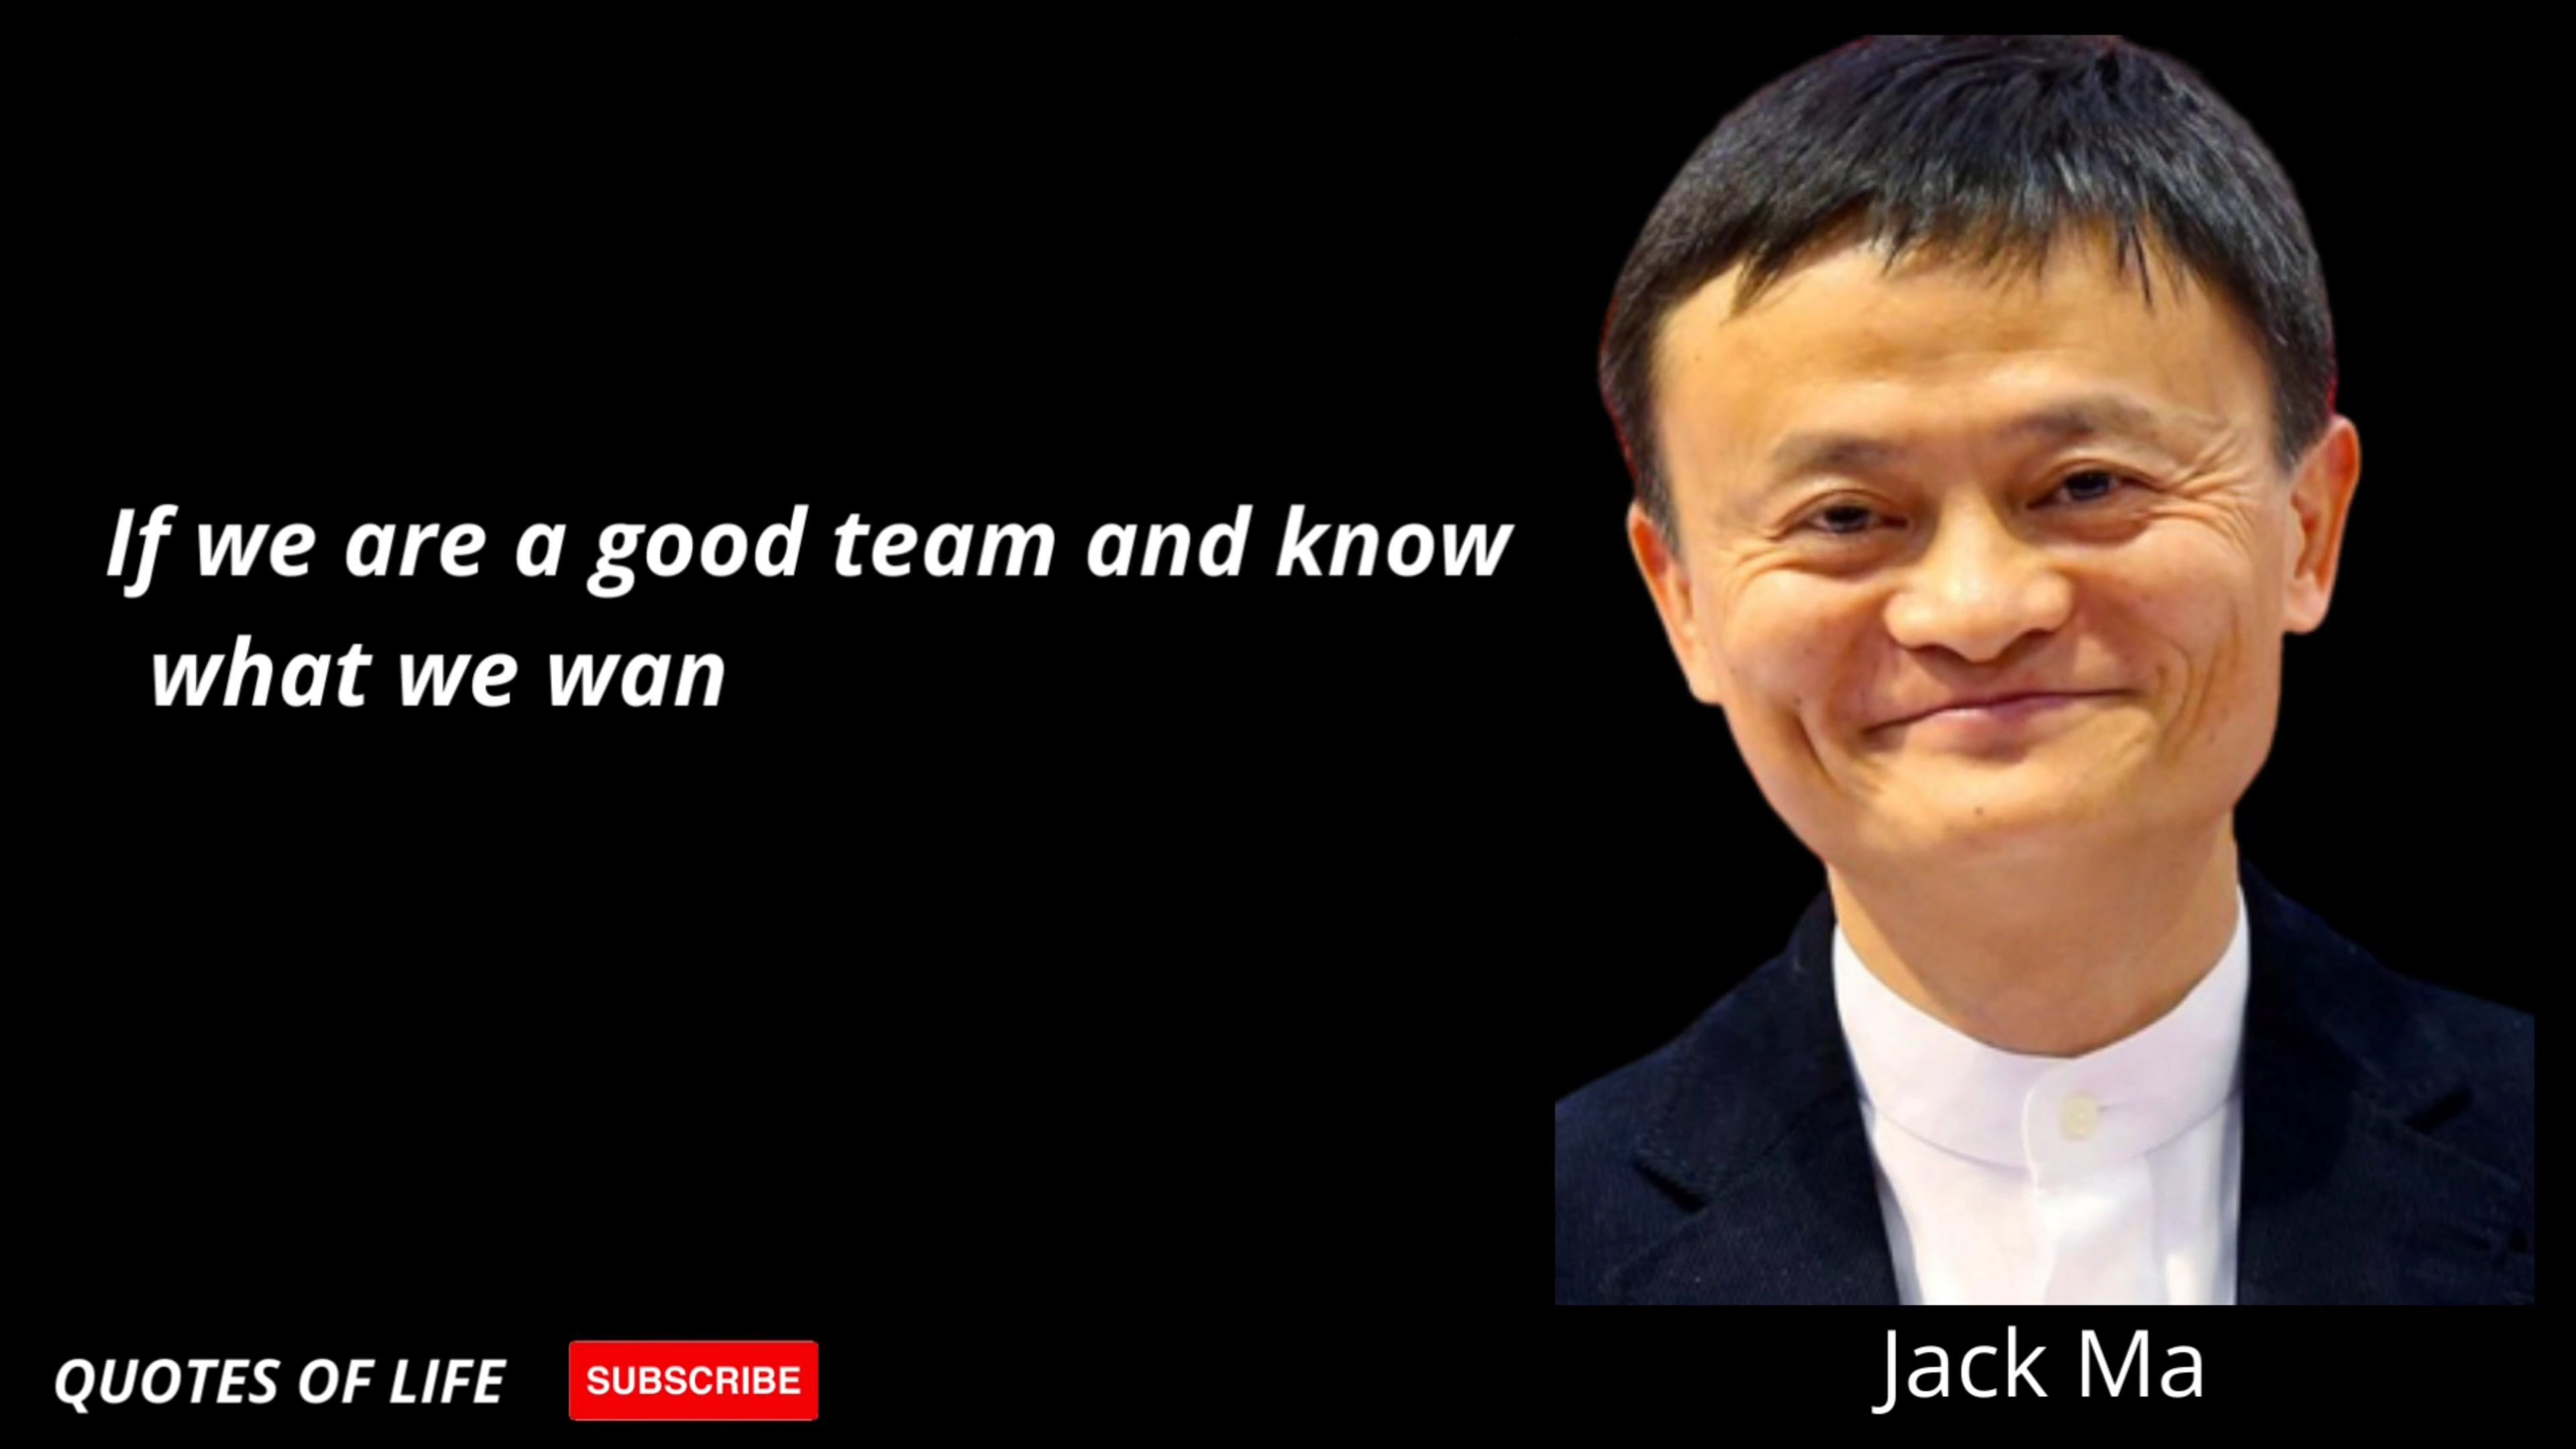 If we are a good team and know
what we wan
QUOTES OF LIFE
SUBSCRIBE
Jack Ma